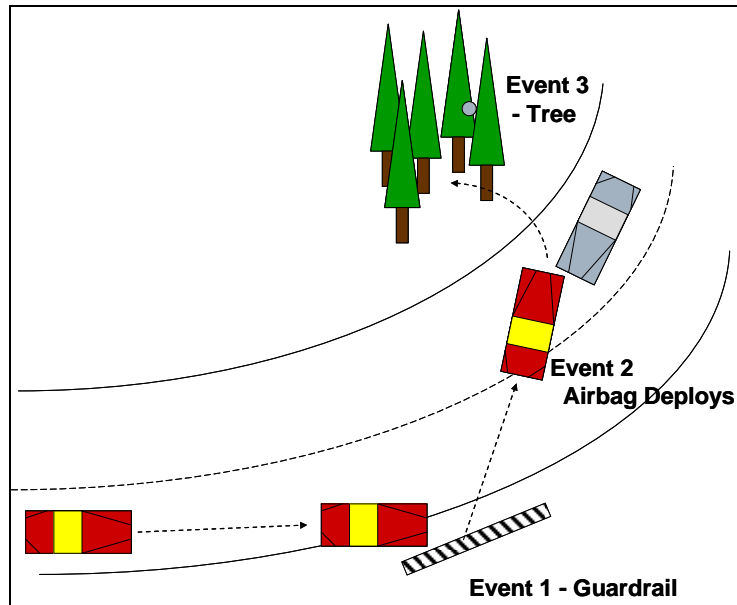 Event 3
- Tree
Event 2
Airbag Deploys
Event 1 - Guardrail